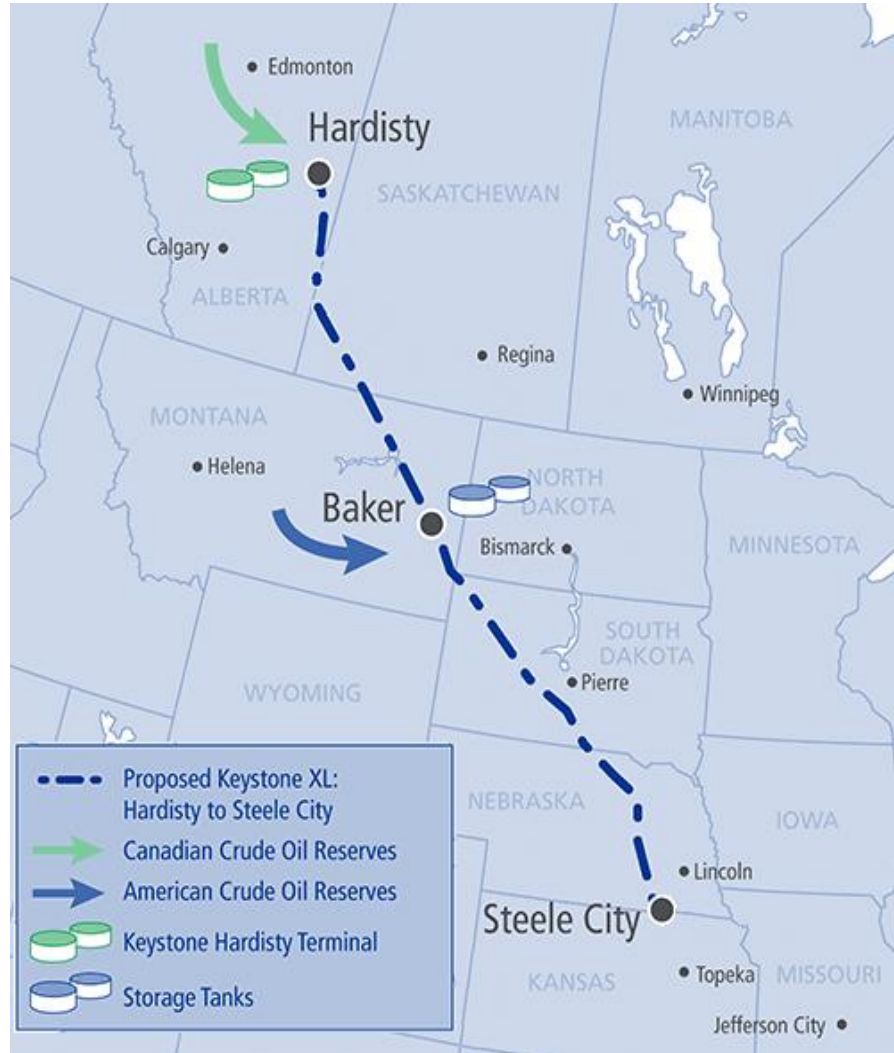 Edmonton
Hardisty
MANITOBA
SASKATCHEWAN
Calgary
ALBERTA
Regina
Winnipeg
MONTANA
Helena
NORTH
DAKOTA
Baker
Bismarck
MINNESOTA
SOUTH
DAKOTA
Pierre
WYOMING
Proposed Keystone XL:
Hardisty to Steele City
Canadian Crude Oil Reserves
American Crude Oil Reserves
Keystone Hardisty Terminal
Storage Tanks
NEBRASKA
IOWA
Lincoln
Steele City
KANSAS
Topeka
MISSOURI
Jefferson City